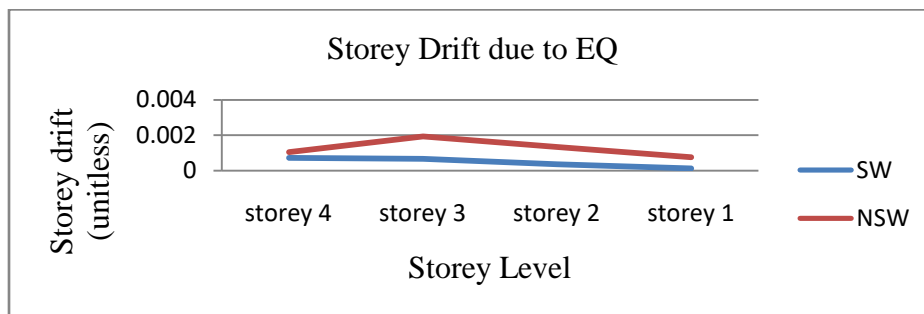 Storey Drift due to EQ
Storey drift
(unitless)
0.004
0.002
0
storey 4 storey 3 storey 2 storey 1
Storey Level
SW
NSW